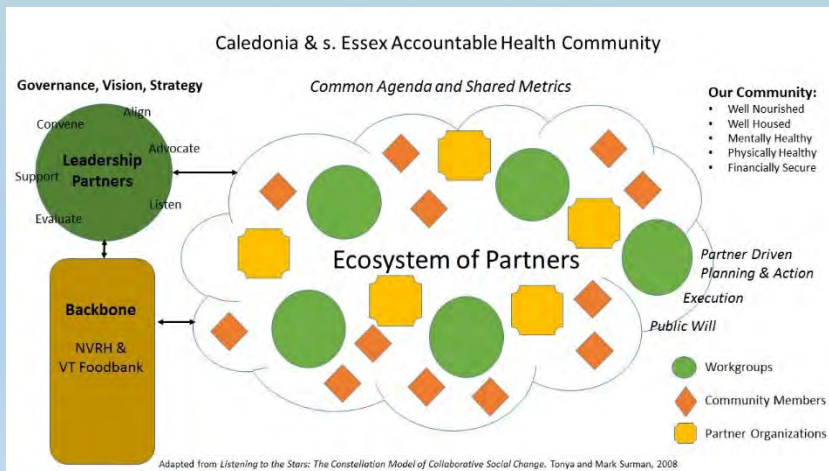 Caledonia & s. Essex Accountable Health Community
Governance, Vision, Strategy
Common Agenda and Shared Metrics
Our Community:
• Well Nourished
• Well Housed
• Mentally Healthy
• Physically Healthy
• Financially Secure
Align
Convene
Advocate
Leadership
Partners
Support
Listen
Evaluate
Ecosystem of Partners
Partner Driven
Planning & Action
Execution
Public Will
Backbone
NVRH &
VT Foodbank
Workgroups
Community Members
Partner Organizations
Adapted from Listening to the Stars: The Constellation Model of Collaborative Social Change. Tonya and Mark Surman, 2008